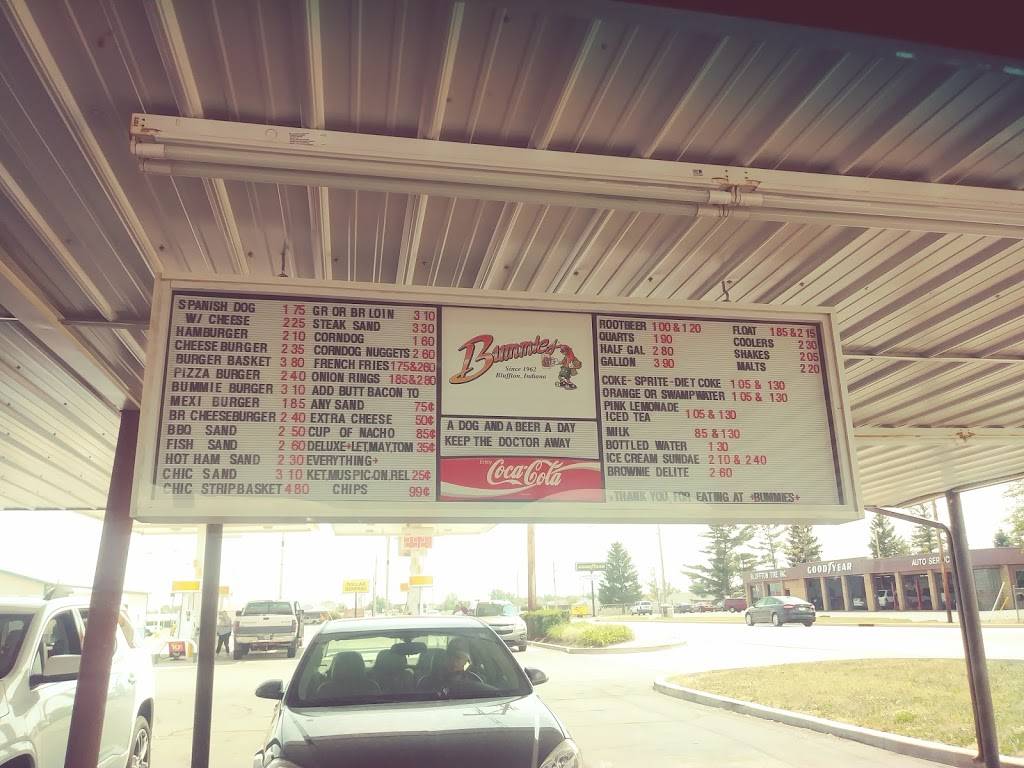 SPANISH DOG 1 75
W/ CHEESE 2 25
HAMBURGER 2 10
CHEESEBURGER 2 35
BURGER BASKET 3 80
PIZZA BURGER 2 40
BUMMIE BURGER 3 10
MEXI BURGER 1 85
BR CHEESEBURGER 2 40
BBQ SAND 2 50
FISH SAND 2 60
HOT HAM SAND 2 30
CHIC SAND 3 10
CHIC STRIP BASKET 4 80
GR OR BR LOIN 3 10
STEAK SAND 3 30
CORNDOG 1 60
CORNDOG NUGGETS 2 60
FRENCH FRIES 175&260
ONION RINGS 185&280
ADD BUTT BACON TO
ANY SAND 75¢
EXTRA CHEESE 50¢
CUP OF NACHO 85¢
DELUXE+LET,MAY,TOM 35¢
EVERYTHING+
KET,MUS,PIC,ON,REL 25¢
CHIPS 99¢
Bummies
Since 1962
Bluffton, Indiana
A DOG AND A BEER A DAY
KEEP THE DOCTOR AWAY
ENJOY
Coca-Cola
ROOTBEER 1 00 & 1 20
QUARTS 1 90
HALF GAL 2 80
GALLON 3 90
FLOAT 1 85 & 2 15
COOLERS 2 30
SHAKES 2 05
MALTS 2 20
COKE- SPRITE-DIET COKE 1 05 & 1 30
ORANGE OR SWAMPWATER 1 05 & 1 30
PINK LEMONADE
ICED TEA 1 05 & 1 30
MILK 85 & 1 30
BOTTLED WATER 1 30
ICE CREAM SUNDAE 2 10 & 2 40
BROWNIE DELITE 2 60
+THANK YOU FOR EATING AT +BUMMIES+
DOLLAR GENERAL
BLUFFTON TIRE INC
GOODYEAR
AUTO SERVICE